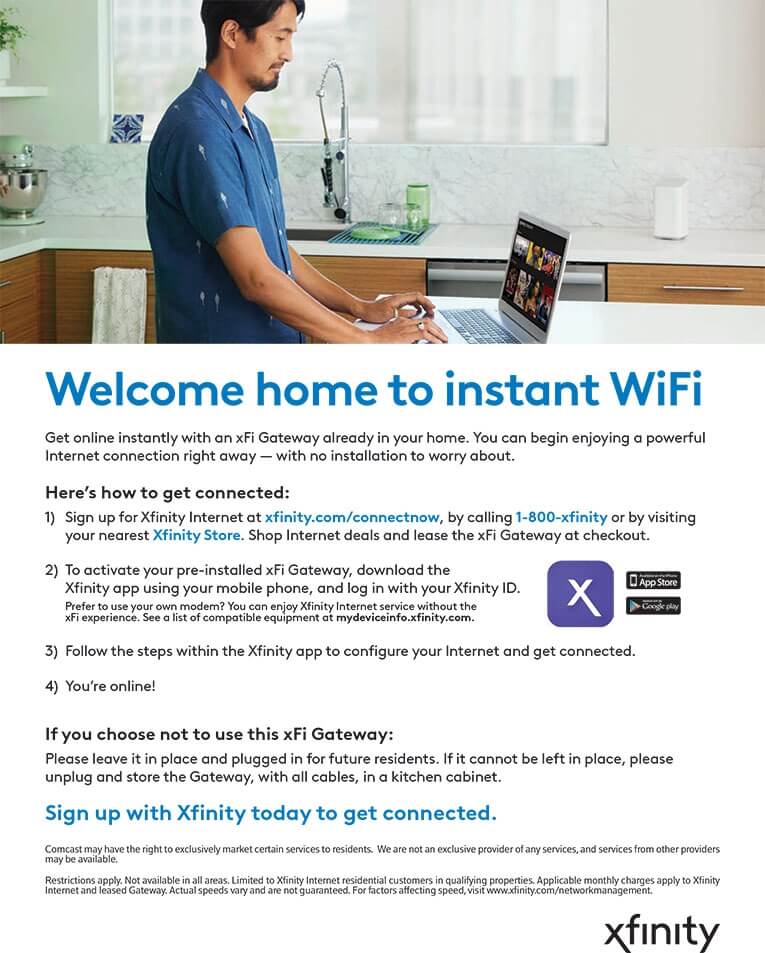 Welcome home to instant WiFi
Get online instantly with an xFi Gateway already in your home. You can begin enjoying a powerful
Internet connection right away — with no installation to worry about.
Here's how to get connected:
1) Sign up for Xfinity Internet at xfinity.com/connectnow, by calling 1-800-xfinity or by visiting
your nearest Xfinity Store. Shop Internet deals and lease the xFi Gateway at checkout.
2) To activate your pre-installed xFi Gateway, download the
Xfinity app using your mobile phone, and log in with your Xfinity ID.
Prefer to use your own modem? You can enjoy Xfinity Internet service without the
xFi experience. See a list of compatible equipment at mydeviceinfo.xfinity.com.
X
App Store
Google play
3) Follow the steps within the Xfinity app to configure your Internet and get connected.
4) You're online!
If you choose not to use this xFi Gateway:
Please leave it in place and plugged in for future residents. If it cannot be left in place, please
unplug and store the Gateway, with all cables, in a kitchen cabinet.
Sign up with Xfinity today to get connected.
Comcast may have the right to exclusively market certain services to residents. We are not an exclusive provider of any services, and services from other providers
may be available.
Restrictions apply. Not available in all areas. Limited to Xfinity Internet residential customers in qualifying properties. Applicable monthly charges apply to Xfinity
Internet and leased Gateway. Actual speeds vary and are not guaranteed. For factors affecting speed, visit www.xfinity.com/networkmanagement.
xfinity